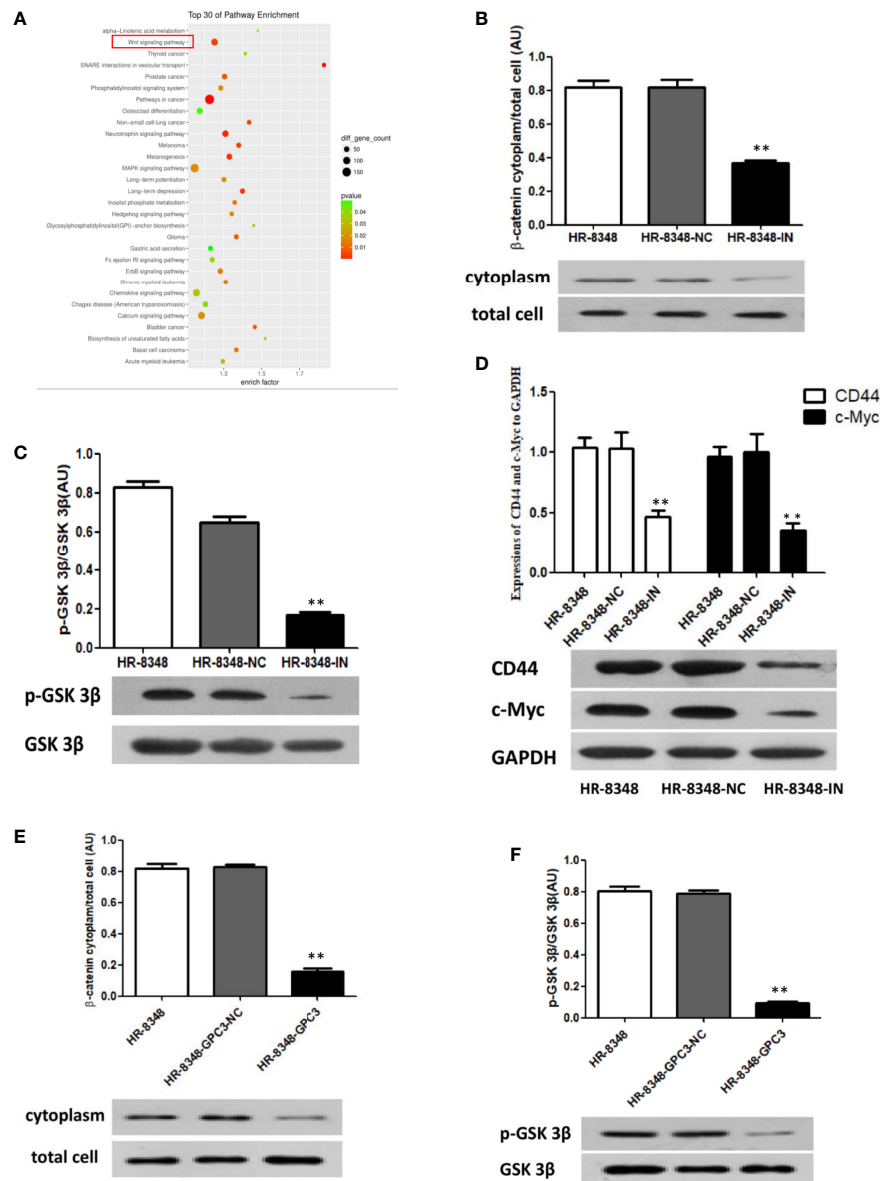 A
Top 30 of Pathway Enrichment
alpha-Linolenic acid metabolism
Wnt signaling pathway
Thyroid cancer
SNARE interactions in vesicular transport
Prostate cancer
Phosphatidylinositol signaling system
Pathways in cancer
Osteoclast differentiation
Non-small cell lung cancer
Neurotrophin signaling pathway
Melanoma
Melanogenesis
MAPK signaling pathway
Long-term potentiation
Long-term depression
Inositol phosphate metabolism
Hedgehog signaling pathway
Glycosylphosphatidylinositol(GPI)-anchor biosynthesis
Glioma
Gastric acid secretion
Fc epsilon RI signaling pathway
ErbB signaling pathway
Chronic myeloid leukemia
Chemokine signaling pathway
Chagas disease (American trypanosomiasis)
Calcium signaling pathway
Bladder cancer
Biosynthesis of unsaturated fatty acids
Basal cell carcinoma
Acute myeloid leukemia
1.3 1.5 1.7
enrich factor
diff_gene_count
50
100
150
pvalue
0.04
0.03
0.02
0.01
B
β-catenin cytoplam/total cell (AU)
1.0
0.8
0.6
0.4
0.2
0.0
**
HR-8348 HR-8348-NC HR-8348-IN
cytoplasm
total cell
C
p-GSK 3β/GSK 3β(AU)
1.0
0.8
0.6
0.4
0.2
0.0
**
HR-8348 HR-8348-NC HR-8348-IN
p-GSK 3β
GSK 3β
D
Expressions of CD44 and c-Myc to GAPDH
1.5
1.0
0.5
0.0
CD44
c-Myc
**
**
HR-8348 HR-8348-NC HR-8348-IN HR-8348 HR-8348-NC HR-8348-IN
CD44
c-Myc
GAPDH
HR-8348 HR-8348-NC HR-8348-IN
E
β-catenin cytoplam/total cell (AU)
1.0
0.8
0.6
0.4
0.2
0.0
**
HR-8348 HR-8348-GPC3-NC HR-8348-GPC3
cytoplasm
total cell
F
p-GSK 3β/GSK 3β(AU)
1.0
0.8
0.6
0.4
0.2
0.0
**
HR-8348 HR-8348-GPC3-NC HR-8348-GPC3
p-GSK 3β
GSK 3β